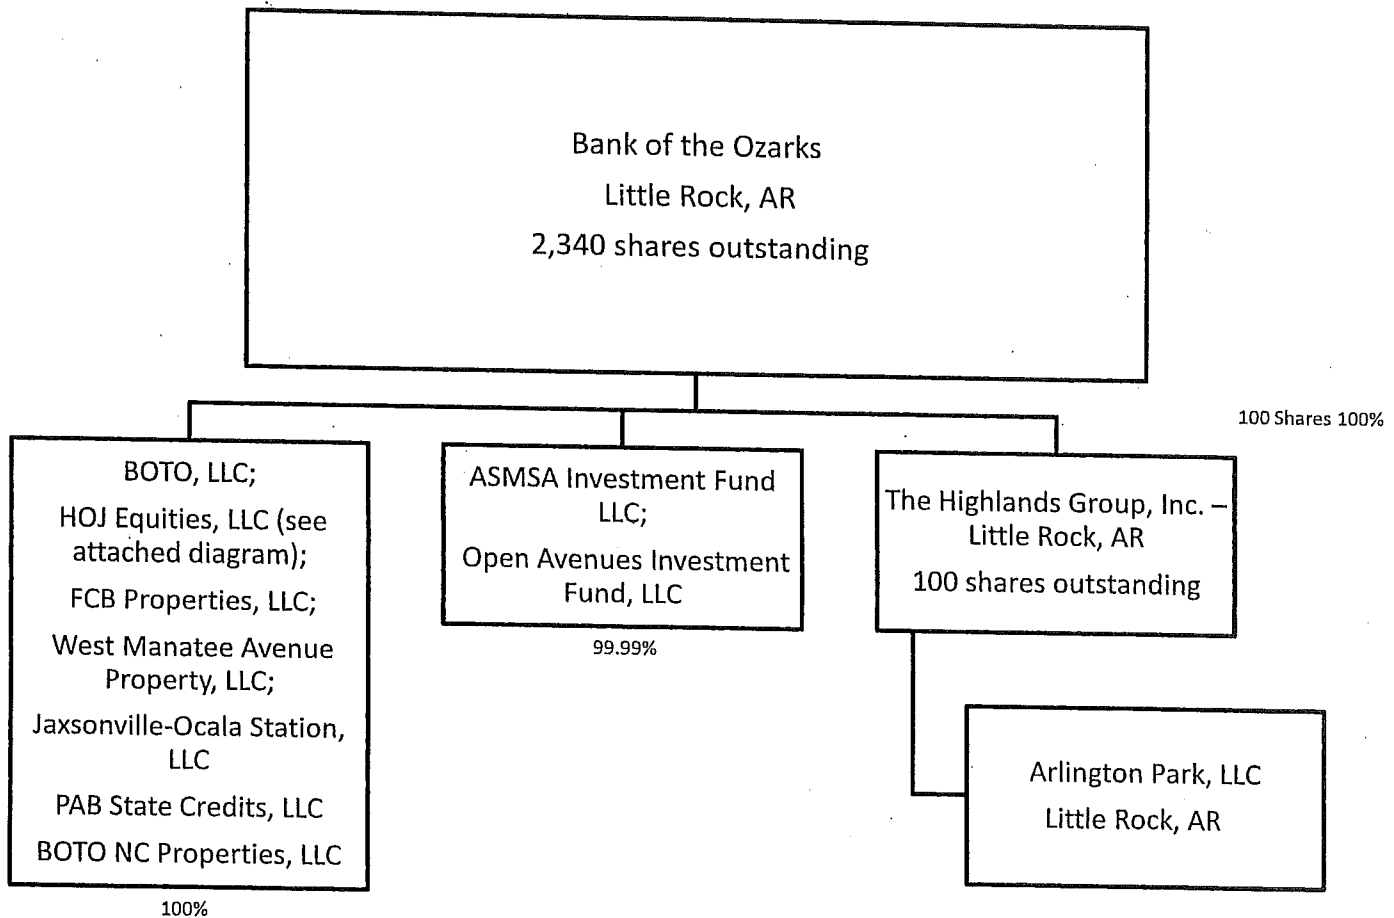 Bank of the Ozarks
Little Rock, AR
2,340 shares outstanding
100 Shares 100%
BOTO, LLC;
HOJ Equities, LLC (see
attached diagram);
FCB Properties, LLC;
West Manatee Avenue
Property, LLC;
Jaxsonville-Ocala Station,
LLC
PAB State Credits, LLC
BOTO NC Properties, LLC
100%
ASMSA Investment Fund
LLC;
Open Avenues Investment
Fund, LLC
99.99%
The Highlands Group, Inc. –
Little Rock, AR
100 shares outstanding
Arlington Park, LLC
Little Rock, AR